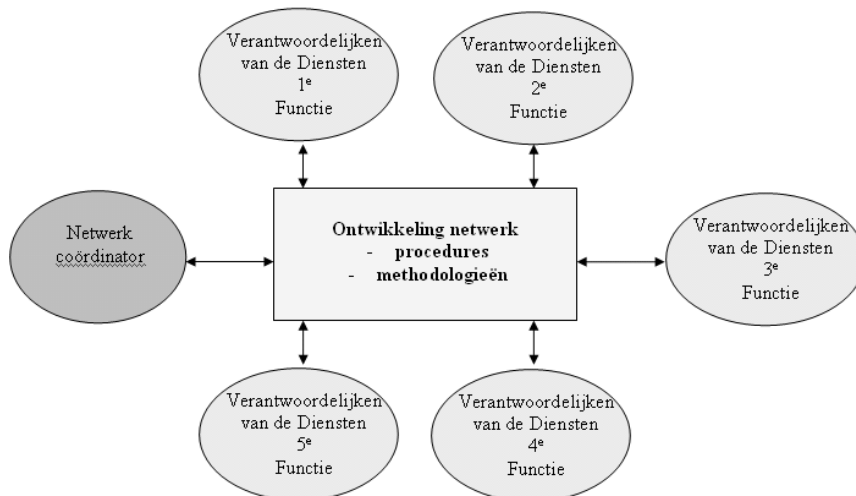 Verantwoordelijken
van de Diensten
1e
Functie
Verantwoordelijken
van de Diensten
2e
Functie
Netwerk
coördinator
Ontwikkeling netwerk
- procedures
- methodologieën
Verantwoordelijken
van de Diensten
3e
Functie
Verantwoordelijken
van de Diensten
5e
Functie
Verantwoordelijken
van de Diensten
4e
Functie